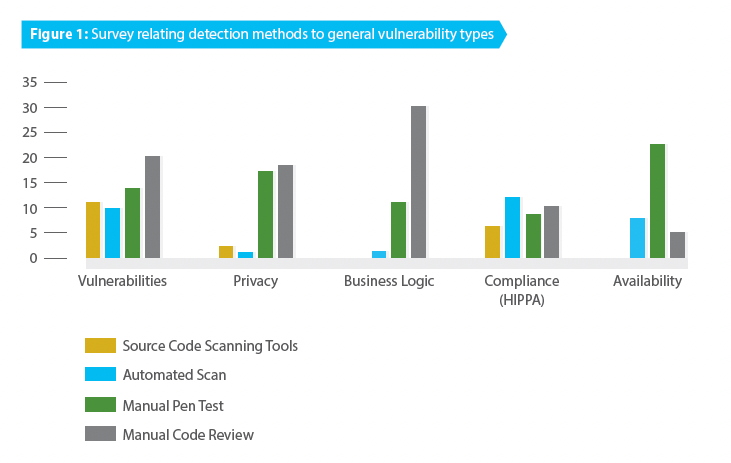 Figure 1: Survey relating detection methods to general vulnerability types
35
30
25
20
15
10
5
0
Vulnerabilities
Privacy
Business Logic
Compliance
(HIPPA)
Availability
Source Code Scanning Tools
Automated Scan
Manual Pen Test
Manual Code Review